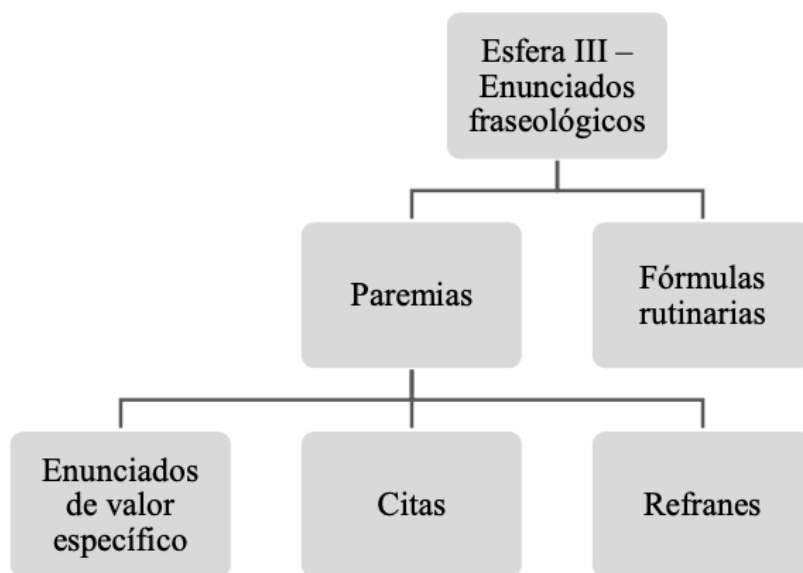 Esfera III –
Enunciados
fraseológicos
Paremias
Fórmulas
rutinarias
Enunciados
de valor
específico
Citas
Refranes